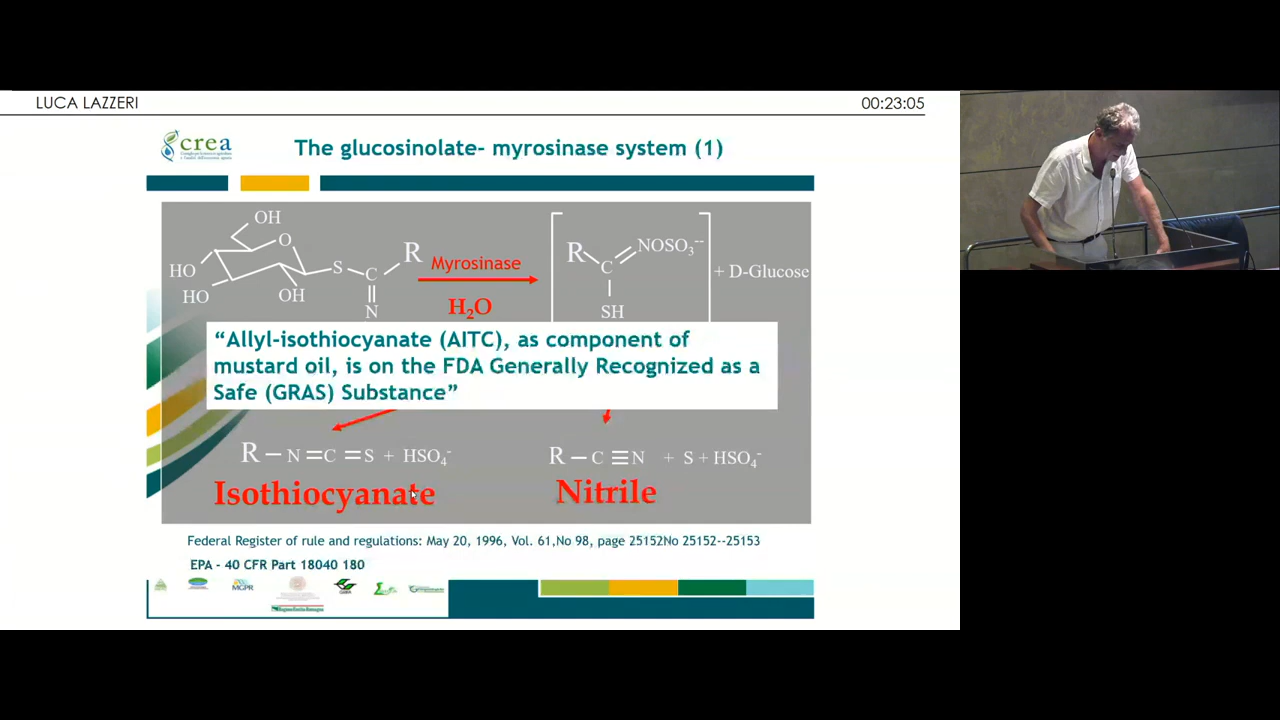 LUCA LAZZERI
00:23:05
crea
The glucosinolate- myrosinase system (1)
OH
O
HO
HO
OH
S
C
N
R
Myrosinase
H₂O
R
C
NOSO₃--
SH
+ D-Glucose
“Allyl-isothiocyanate (AITC), as component of
mustard oil, is on the FDA Generally Recognized as a
Safe (GRAS) Substance”
R – N = C = S + HSO₄-
R – C ≡ N + S + HSO₄-
Isothiocyanate
Nitrile
Federal Register of rule and regulations: May 20, 1996, Vol. 61,No 98, page 25152No 25152--25153
EPA - 40 CFR Part 18040 180
MGPR